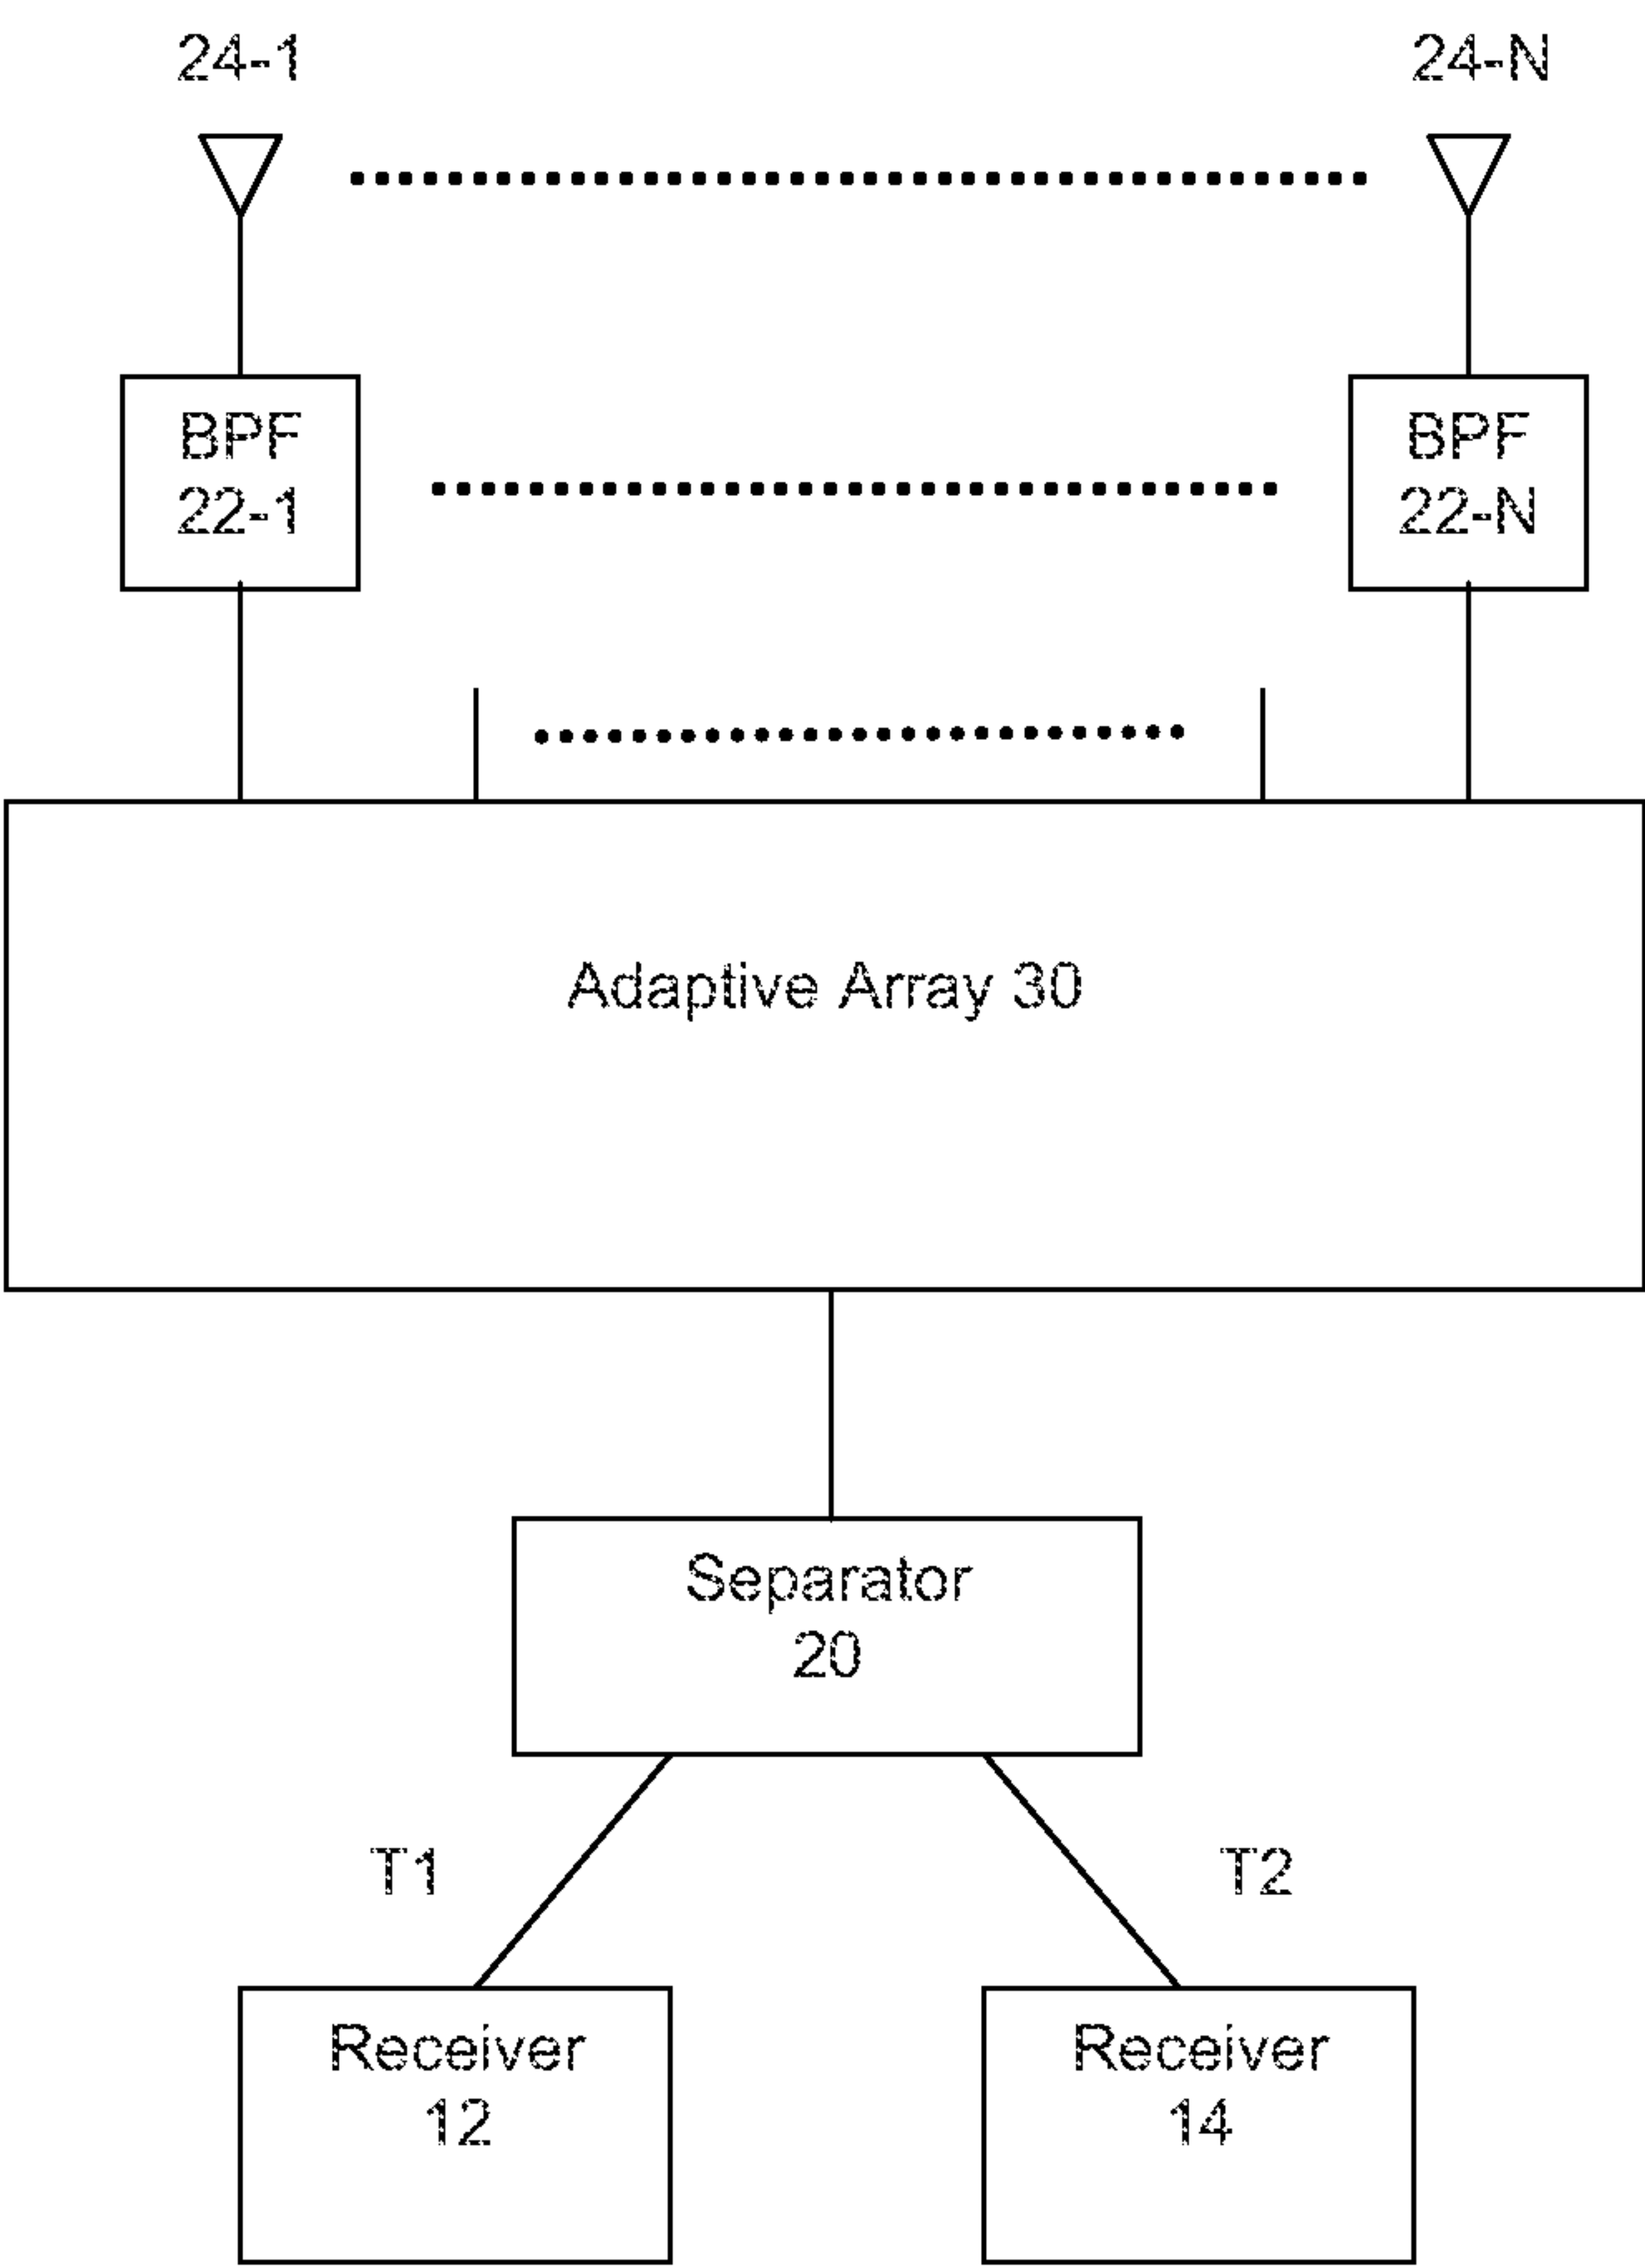 24-1
24-N
BPF
22-1
BPF
22-N
Adaptive Array 30
Separator
20
T1
T2
Receiver
12
Receiver
14